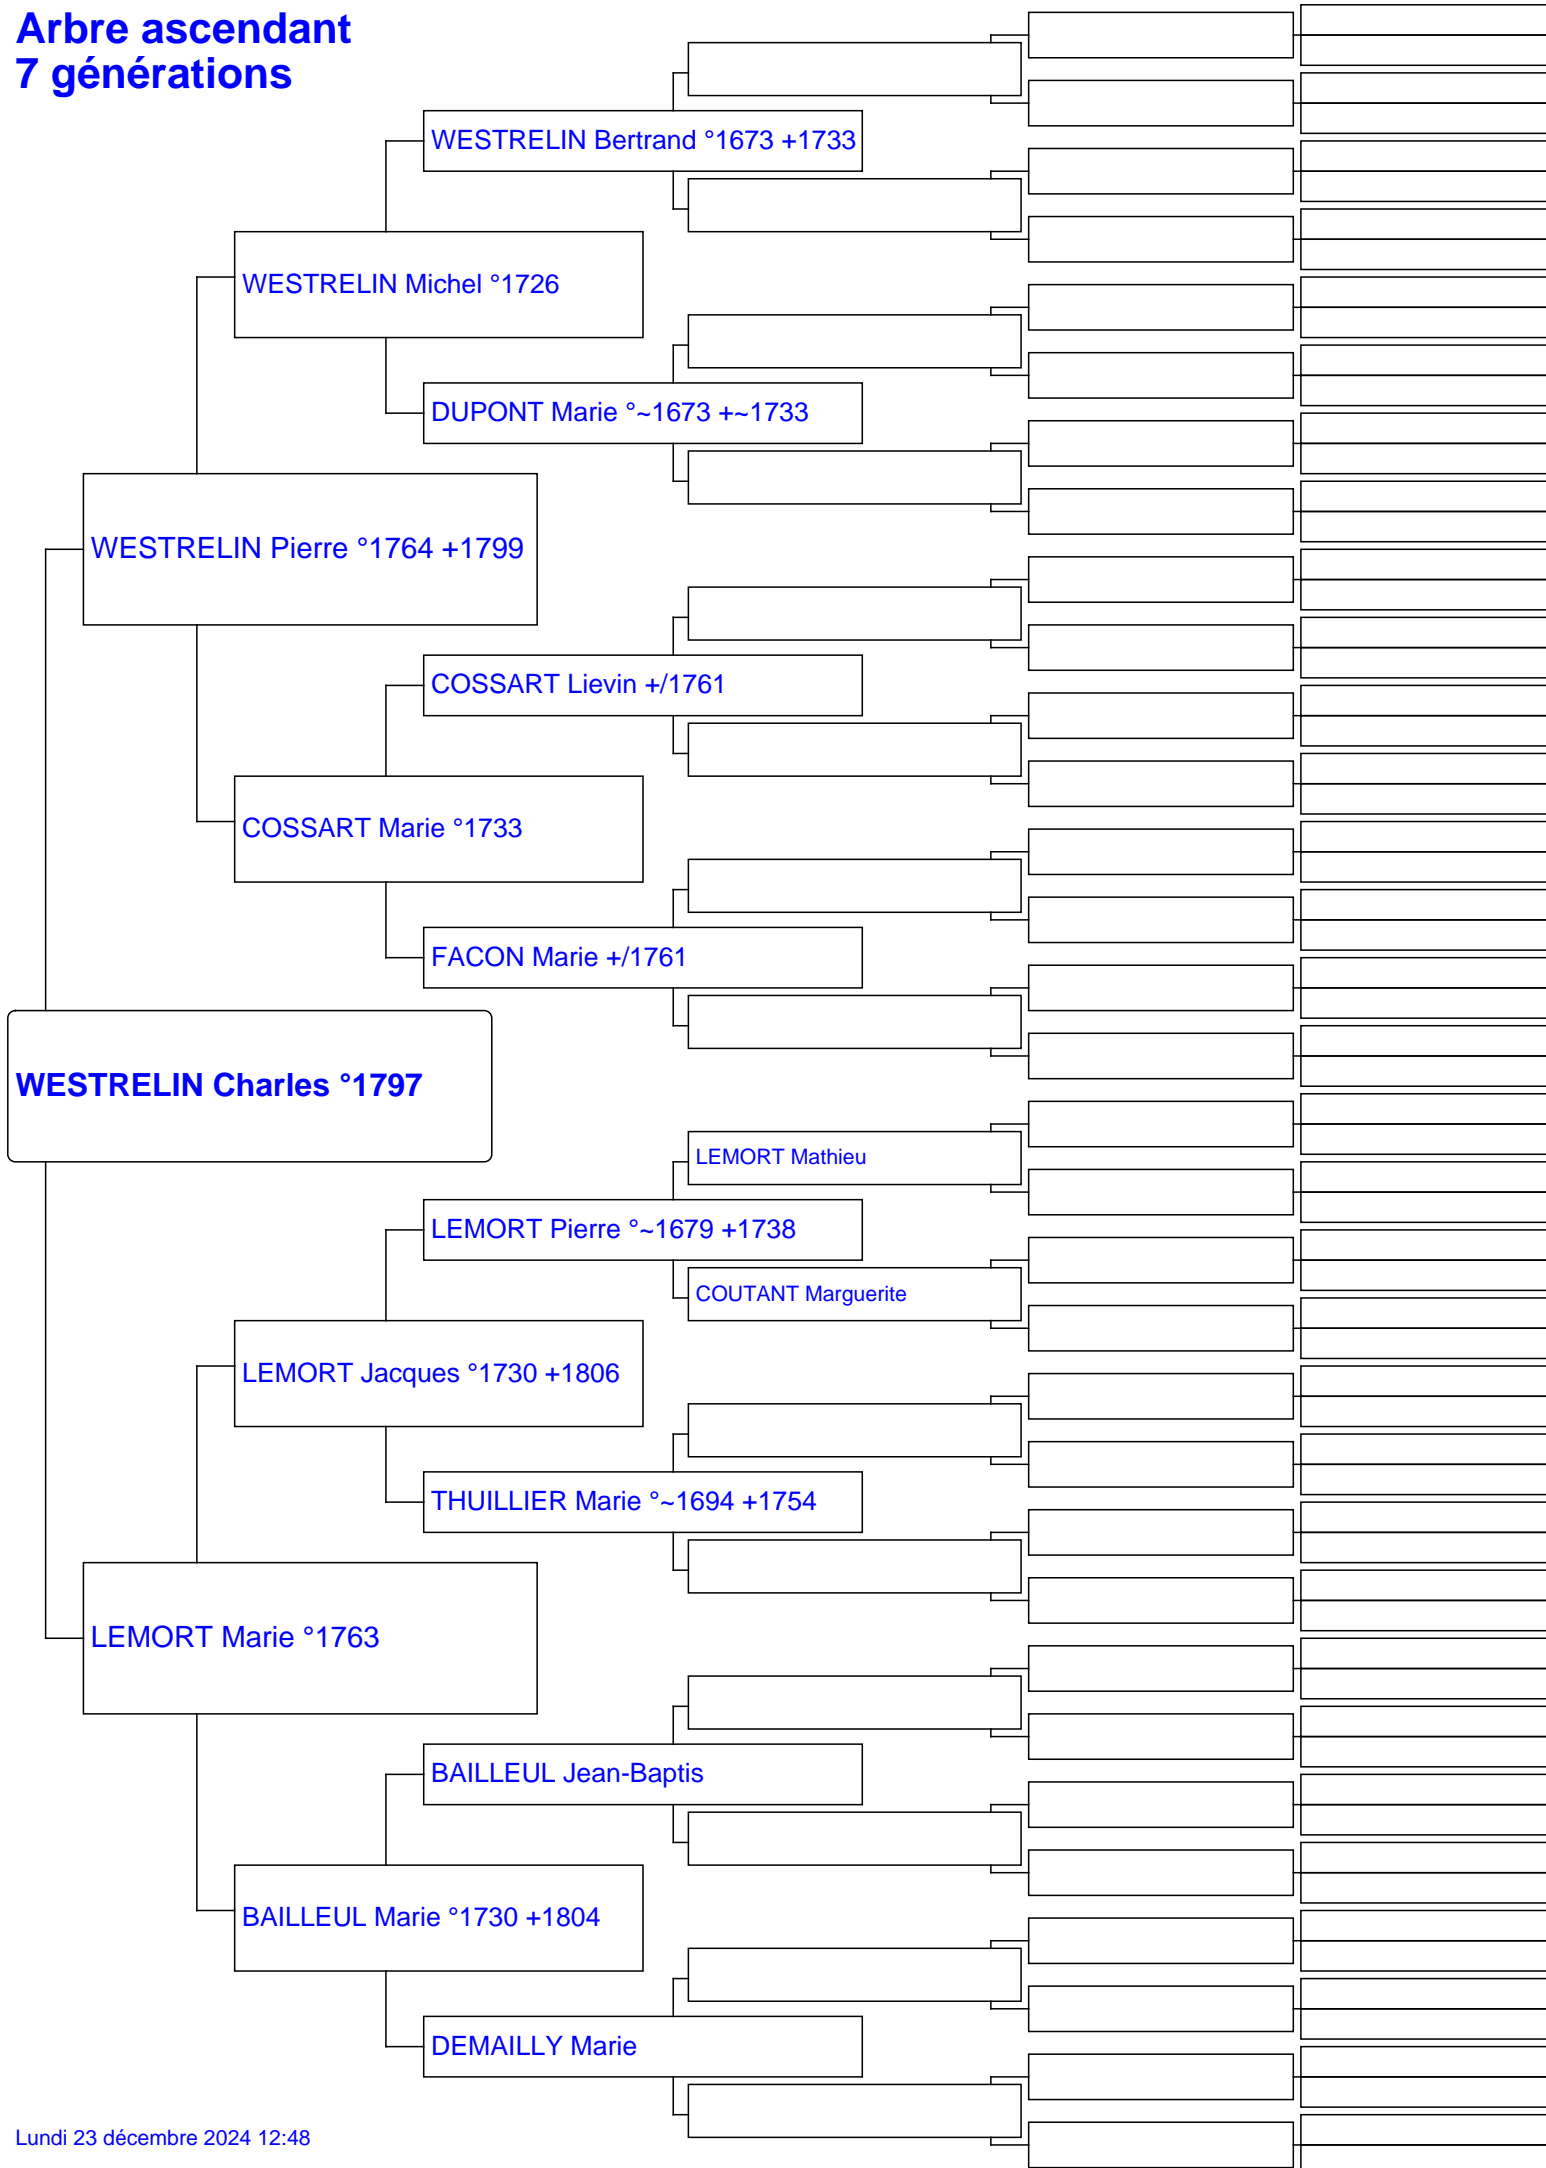 Arbre ascendant
7 générations
WESTRELIN Bertrand °1673 +1733
WESTRELIN Michel °1726
DUPONT Marie °~1673 +~1733
WESTRELIN Pierre °1764 +1799
COSSART Lievin +/1761
COSSART Marie °1733
FACON Marie +/1761
WESTRELIN Charles °1797
LEMORT Mathieu
LEMORT Pierre °~1679 +1738
COUTANT Marguerite
LEMORT Jacques °1730 +1806
THUILLIER Marie °~1694 +1754
LEMORT Marie °1763
BAILLEUL Jean-Baptis
BAILLEUL Marie °1730 +1804
DEMAILLY Marie
Lundi 23 décembre 2024 12:48